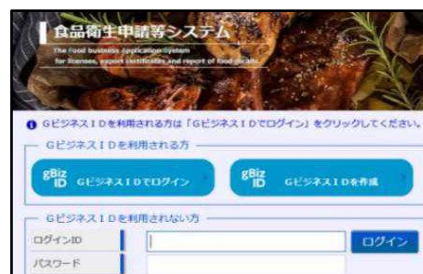 食品衛生申請等システム
The Food business Application System
for licenses, export certificates and report of food recalls
GビジネスIDを利用される方は「GビジネスIDでログイン」をクリックしてください。
GビジネスIDを利用される方
gBiz ID GビジネスIDでログイン
gBiz ID GビジネスIDを作成
GビジネスIDを利用されない方
ログインID
ログイン
パスワード